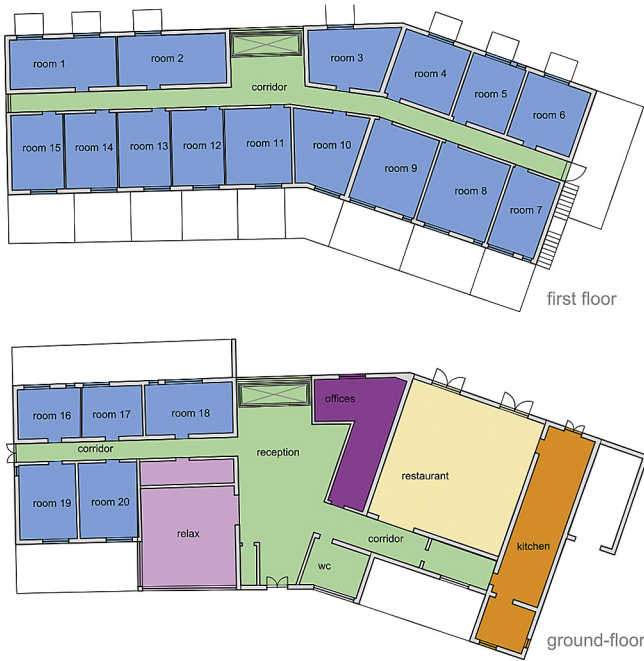 room 1
room 2
room 3
room 4
room 5
room 6
corridor
room 15
room 14
room 13
room 12
room 11
room 10
room 9
room 8
room 7
first floor
room 16
room 17
room 18
offices
corridor
reception
restaurant
room 19
room 20
relax
corridor
kitchen
wc
ground-floor